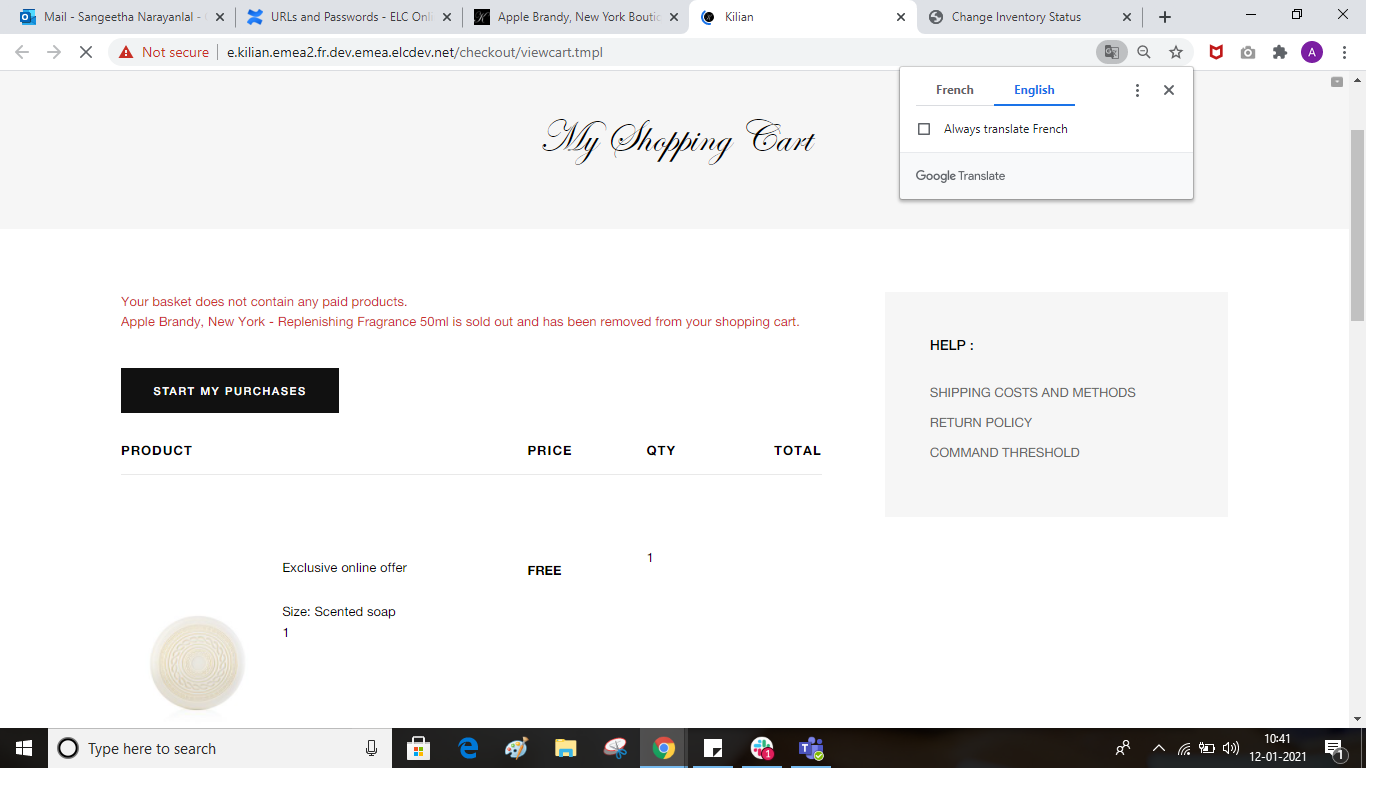 Mail - Sangeetha Narayanlal -
URLs and Passwords - ELC Onl
Apple Brandy, New York Boutic
Kilian
Change Inventory Status
Not secure
e.kilian.emea2.fr.dev.emea.elcdev.net/checkout/viewcart.tmpl
A
French
English
Always translate French
Google Translate
My Shopping Cart
Your basket does not contain any paid products.
Apple Brandy, New York - Replenishing Fragrance 50ml is sold out and has been removed from your shopping cart.
START MY PURCHASES
PRODUCT PRICE QTY TOTAL
Exclusive online offer
FREE
1
Size: Scented soap
1
HELP :
SHIPPING COSTS AND METHODS
RETURN POLICY
COMMAND THRESHOLD
Type here to search
1
10:41
12-01-2021
1